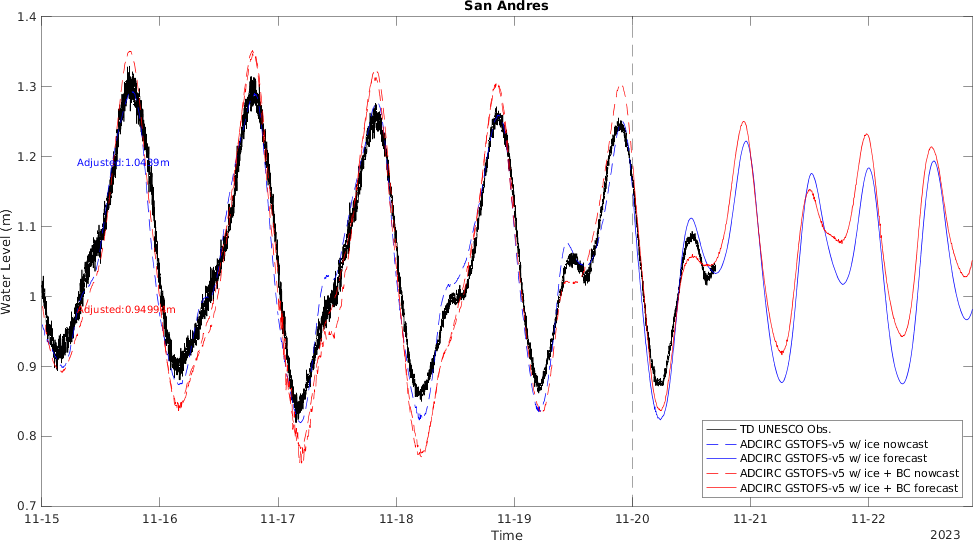 San Andres
1.4
1.3
1.2
1.1
1
0.9
0.8
0.7
Water Level (m)
Adjusted:1.0489m
Adjusted:0.9499m
TD UNESCO Obs.
ADCIRC GSTOFS-v5 w/ ice nowcast
ADCIRC GSTOFS-v5 w/ ice forecast
ADCIRC GSTOFS-v5 w/ ice + BC nowcast
ADCIRC GSTOFS-v5 w/ ice + BC forecast
11-15 11-16 11-17 11-18 11-19 11-20 11-21 11-22
Time
2023